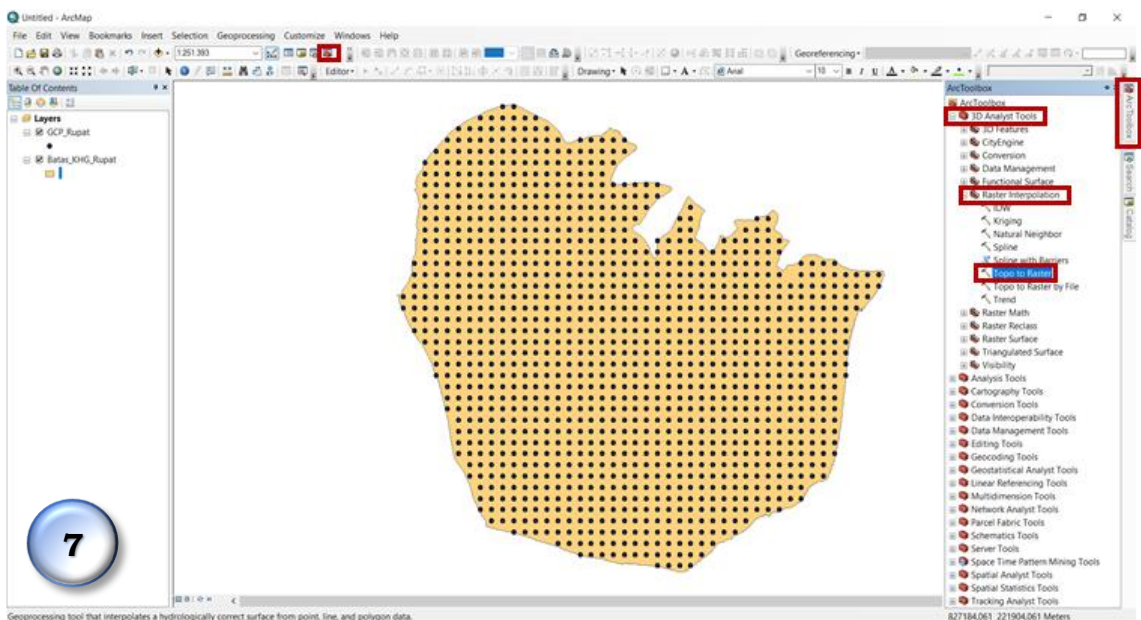 Untitled - ArcMap
File Edit View Bookmarks Insert Selection Geoprocessing Customize Windows Help
1:251.393
Georeferencing
Editor
Drawing
Arial
10
B I U A
Table Of Contents
Layers
GCP_Rupat
Batas_KHG_Rupat
ArcToolbox
ArcToolbox
3D Analyst Tools
3D Features
CityEngine
Conversion
Data Management
Functional Surface
Raster Interpolation
IDW
Kriging
Natural Neighbor
Spline
Spline with Barriers
Topo to Raster
Topo to Raster by File
Trend
Raster Math
Raster Reclass
Raster Surface
Triangulated Surface
Visibility
Analysis Tools
Cartography Tools
Conversion Tools
Data Interoperability Tools
Data Management Tools
Editing Tools
Geocoding Tools
Geostatistical Analyst Tools
Linear Referencing Tools
Multidimension Tools
Network Analyst Tools
Parcel Fabric Tools
Schematics Tools
Server Tools
Space Time Pattern Mining Tools
Spatial Analyst Tools
Spatial Statistics Tools
Tracking Analyst Tools
ArcToolbox
Search
Catalog
7
Geoprocessing tool that interpolates a hydrologically correct surface from point, line, and polygon data.
827184,061 221904,061 Meters